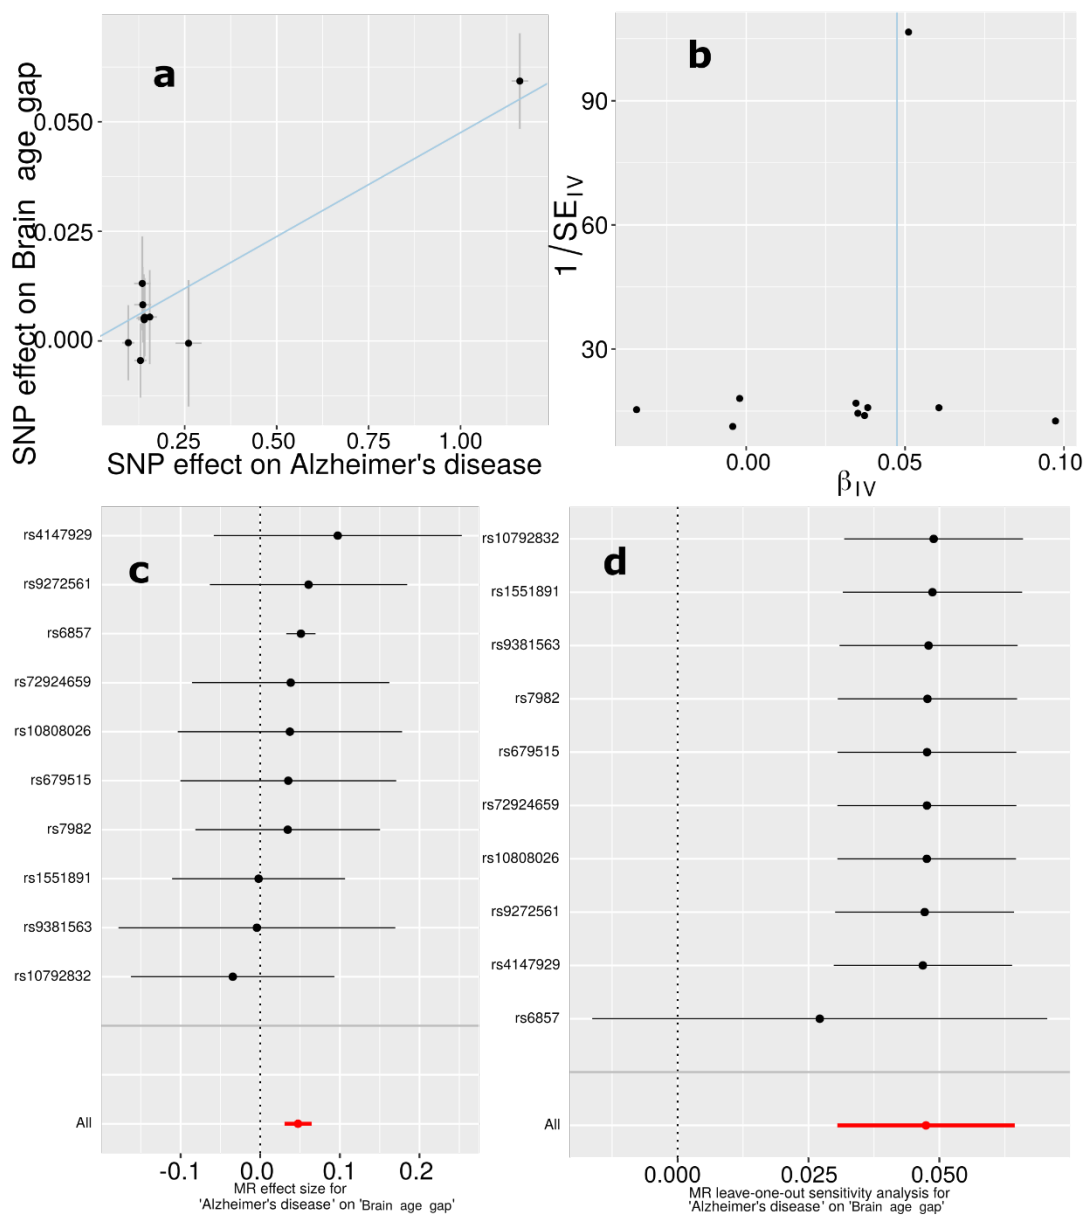 a
SNP effect on Brain age gap
0.050
0.025
0.000
0.25 0.50 0.75 1.00
SNP effect on Alzheimer's disease
b
1/SE_IV
90
60
30
0.00 0.05 0.10
β_IV
c
rs4147929
rs9272561
rs6857
rs72924659
rs10808026
rs679515
rs7982
rs1551891
rs9381563
rs10792832
All
-0.1 0.0 0.1 0.2
MR effect size for
'Alzheimer's disease' on 'Brain age gap'
d
rs10792832
rs1551891
rs9381563
rs7982
rs679515
rs72924659
rs10808026
rs9272561
rs4147929
rs6857
All
0.000 0.025 0.050
MR leave-one-out sensitivity analysis for
'Alzheimer's disease' on 'Brain age gap'